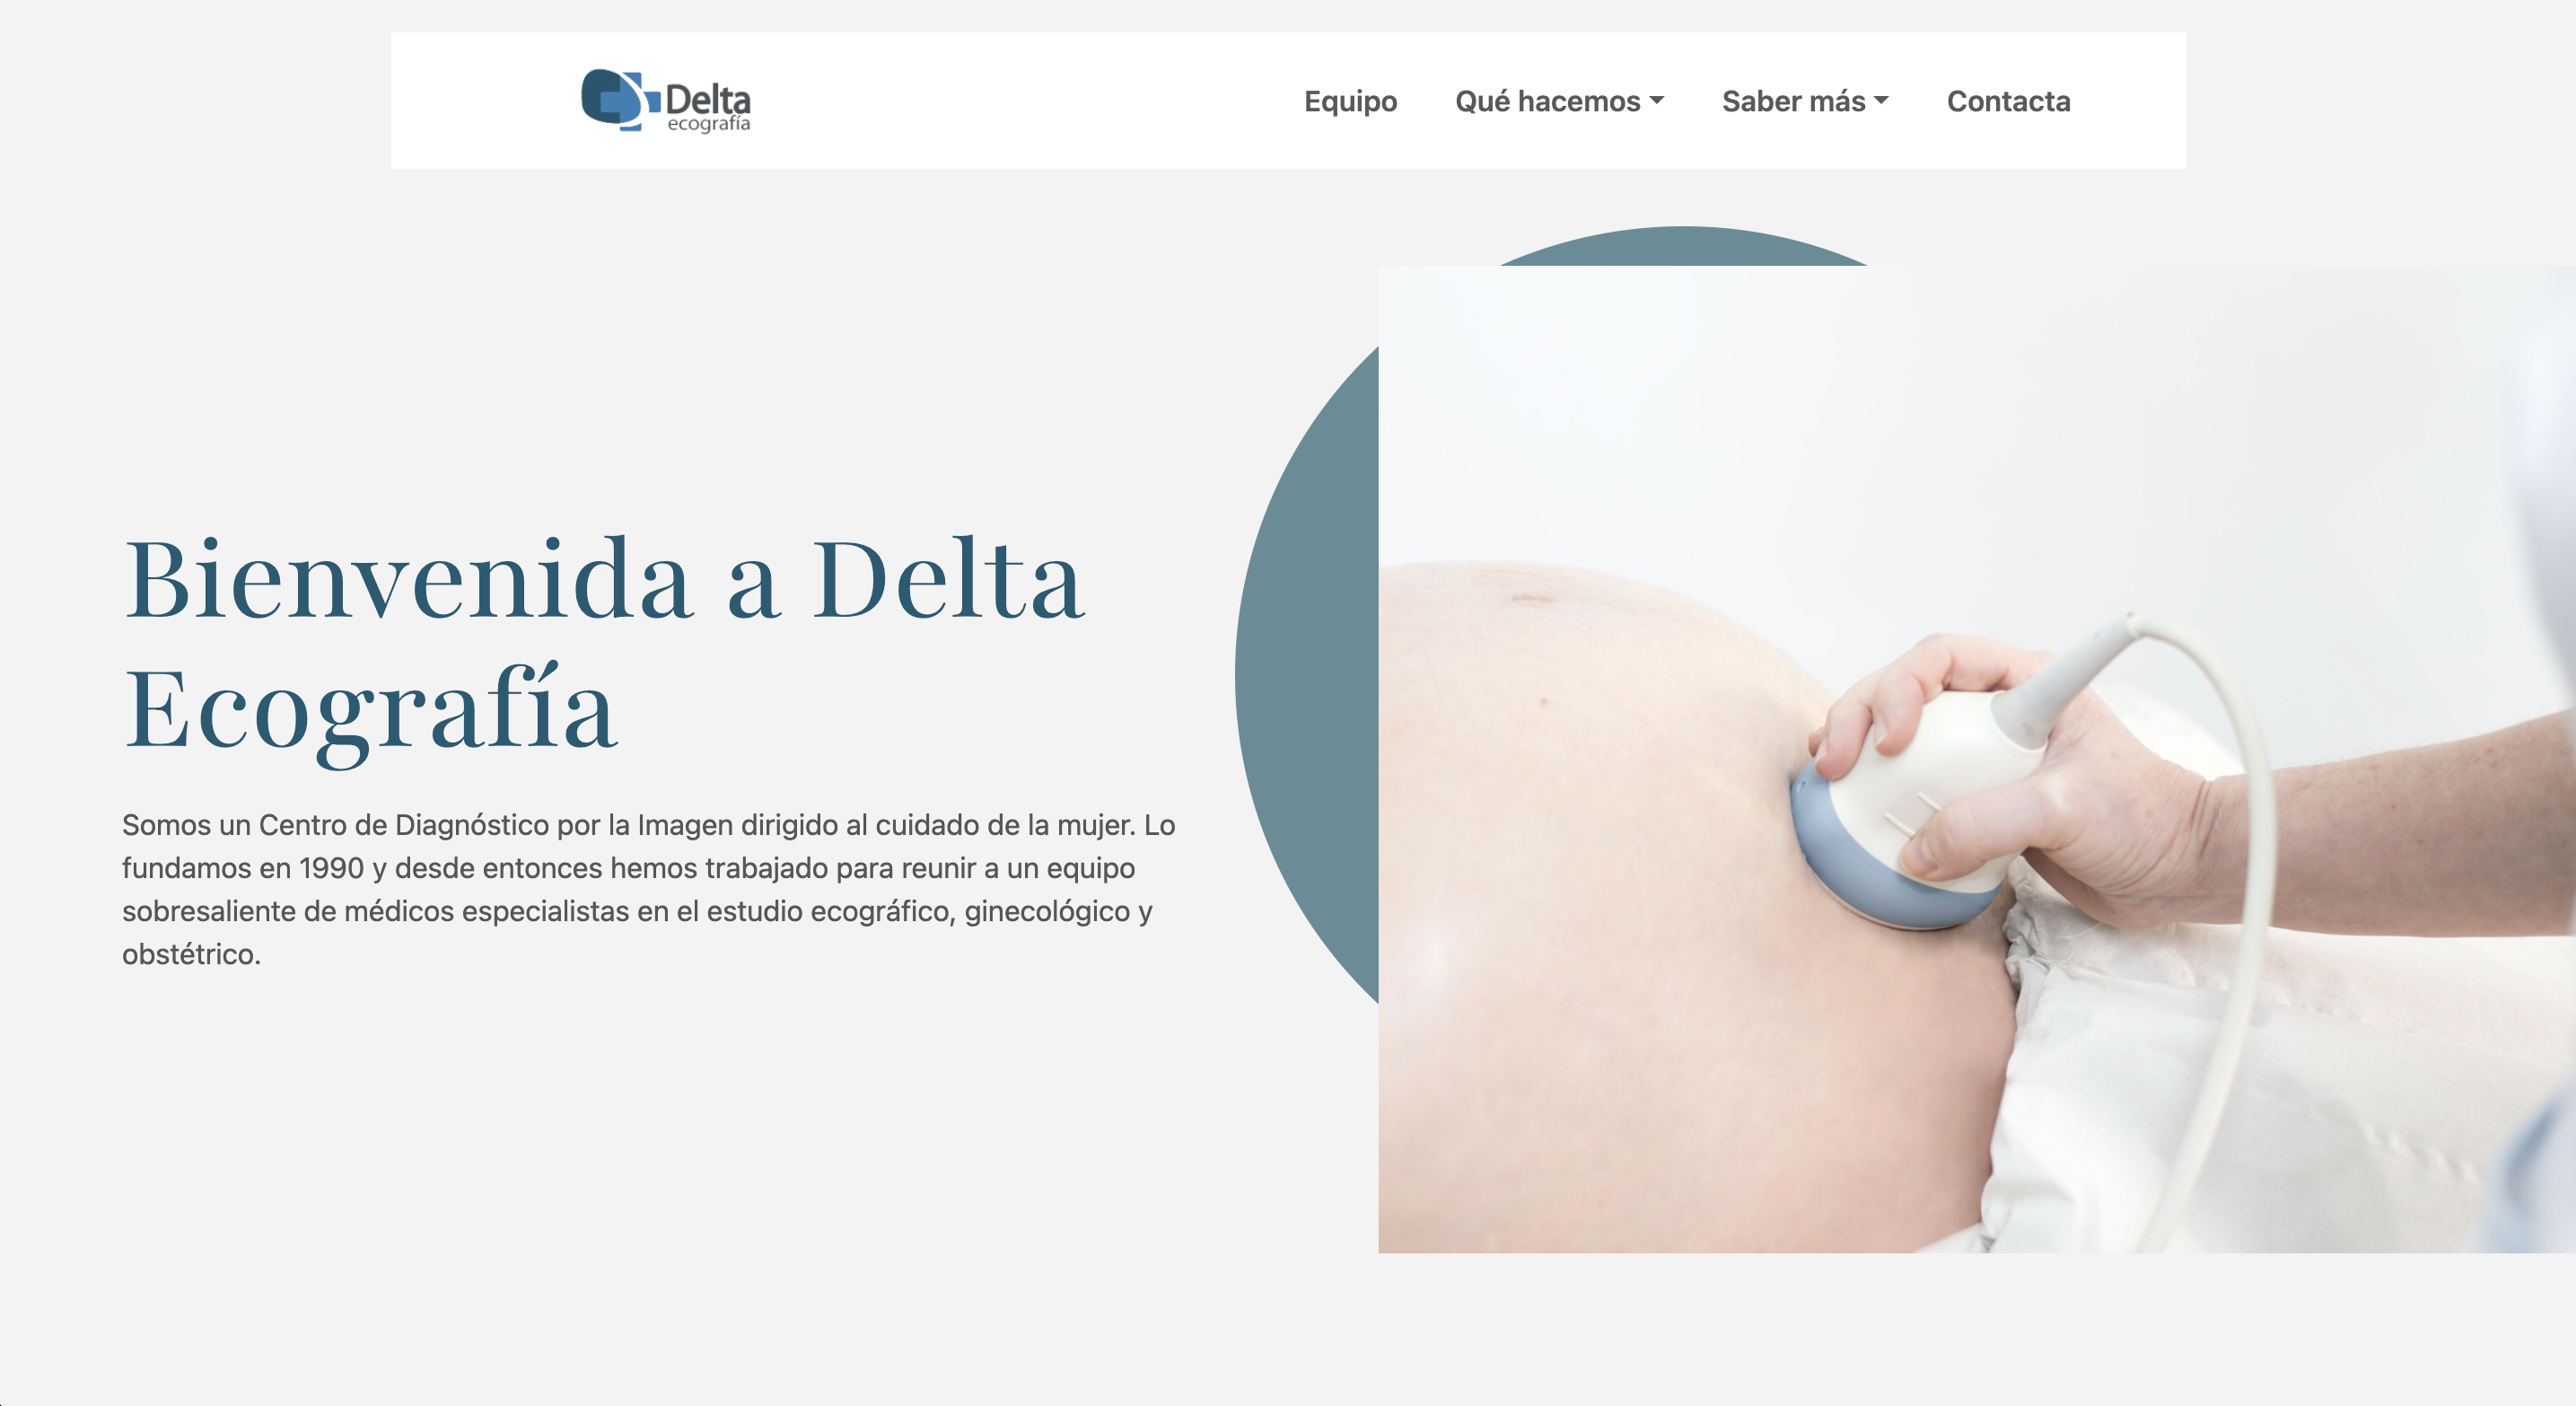 Delta
ecografía
Equipo
Qué hacemos
Saber más
Contacta
Bienvenida a Delta
Ecografía
Somos un Centro de Diagnóstico por la Imagen dirigido al cuidado de la mujer. Lo
fundamos en 1990 y desde entonces hemos trabajado para reunir a un equipo
sobresaliente de médicos especialistas en el estudio ecográfico, ginecológico y
obstétrico.